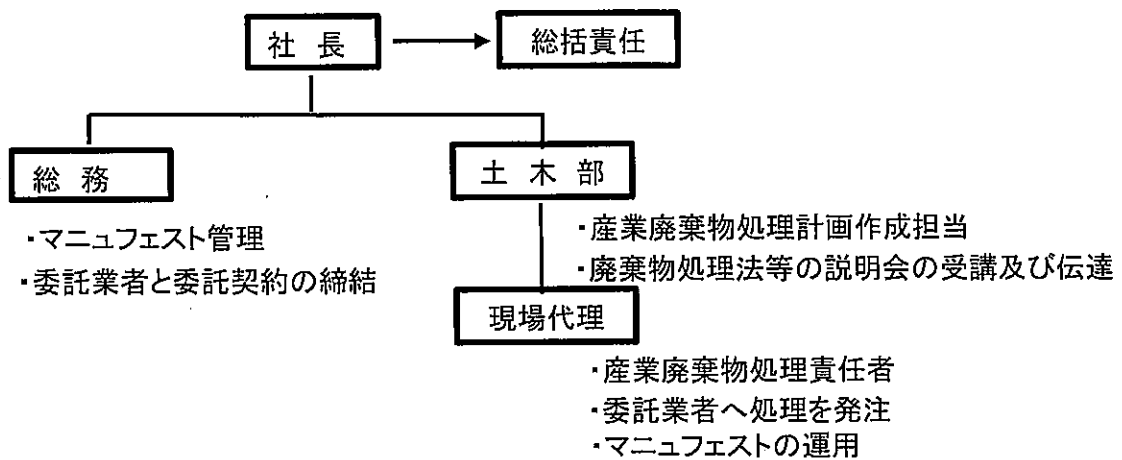 社 長
総括責任
総 務
土 木 部
・マニュフェスト管理
・委託業者と委託契約の締結
・産業廃棄物処理計画作成担当
・廃棄物処理法等の説明会の受講及び伝達
現場代理
・産業廃棄物処理責任者
・委託業者へ処理を発注
・マニュフェストの運用